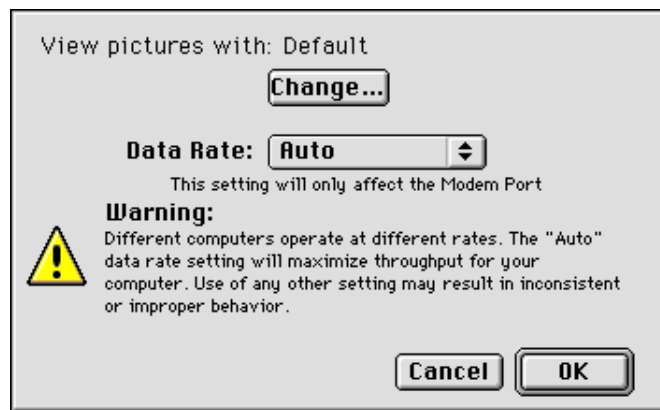 View pictures with: Default
Change...
Data Rate: Auto
This setting will only affect the Modem Port
Warning:
Different computers operate at different rates. The "Auto"
data rate setting will maximize throughput for your
computer. Use of any other setting may result in inconsistent
or improper behavior.
Cancel OK